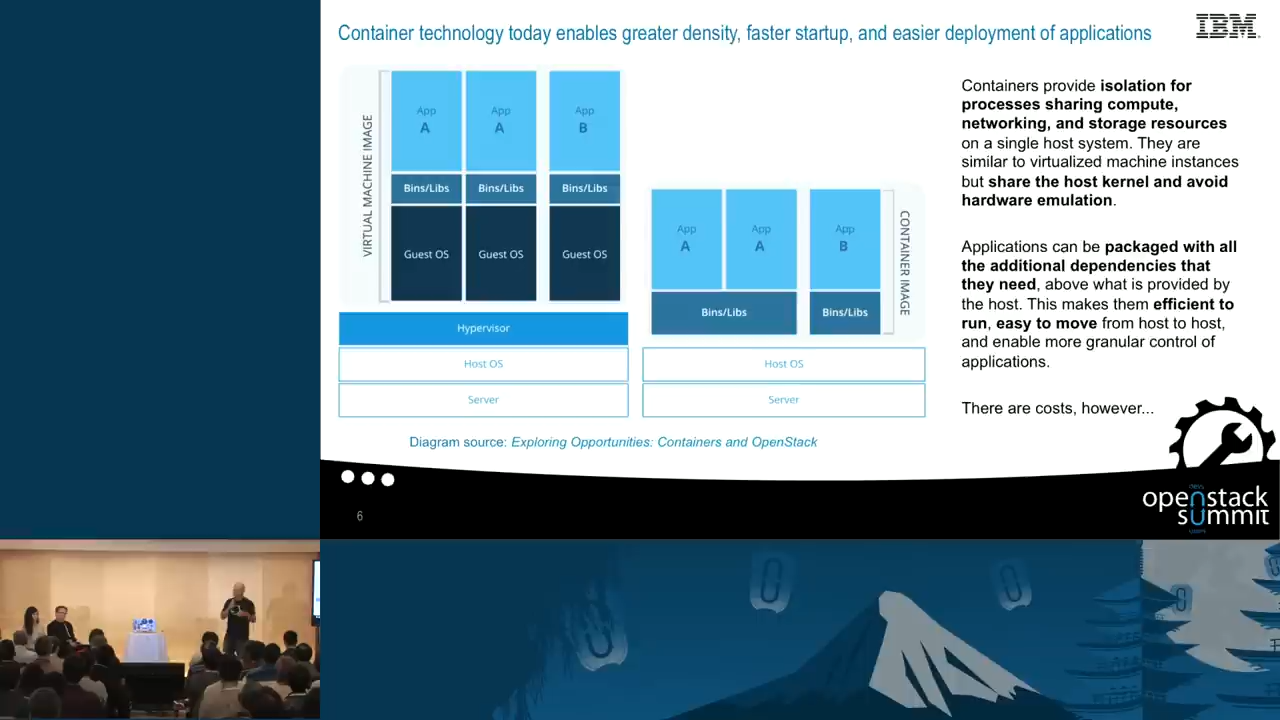 Container technology today enables greater density, faster startup, and easier deployment of applications
IBM
VIRTUAL MACHINE IMAGE
App
A
App
A
App
B
Bins/Libs
Bins/Libs
Bins/Libs
Guest OS
Guest OS
Guest OS
Hypervisor
Host OS
Server
App
A
App
A
App
B
Bins/Libs
Bins/Libs
CONTAINER IMAGE
Host OS
Server
Diagram source: Exploring Opportunities: Containers and OpenStack
Containers provide isolation for
processes sharing compute,
networking, and storage resources
on a single host system. They are
similar to virtualized machine instances
but share the host kernel and avoid
hardware emulation.
Applications can be packaged with all
the additional dependencies that
they need, above what is provided by
the host. This makes them efficient to
run, easy to move from host to host,
and enable more granular control of
applications.
There are costs, however...
6
openstack
summit